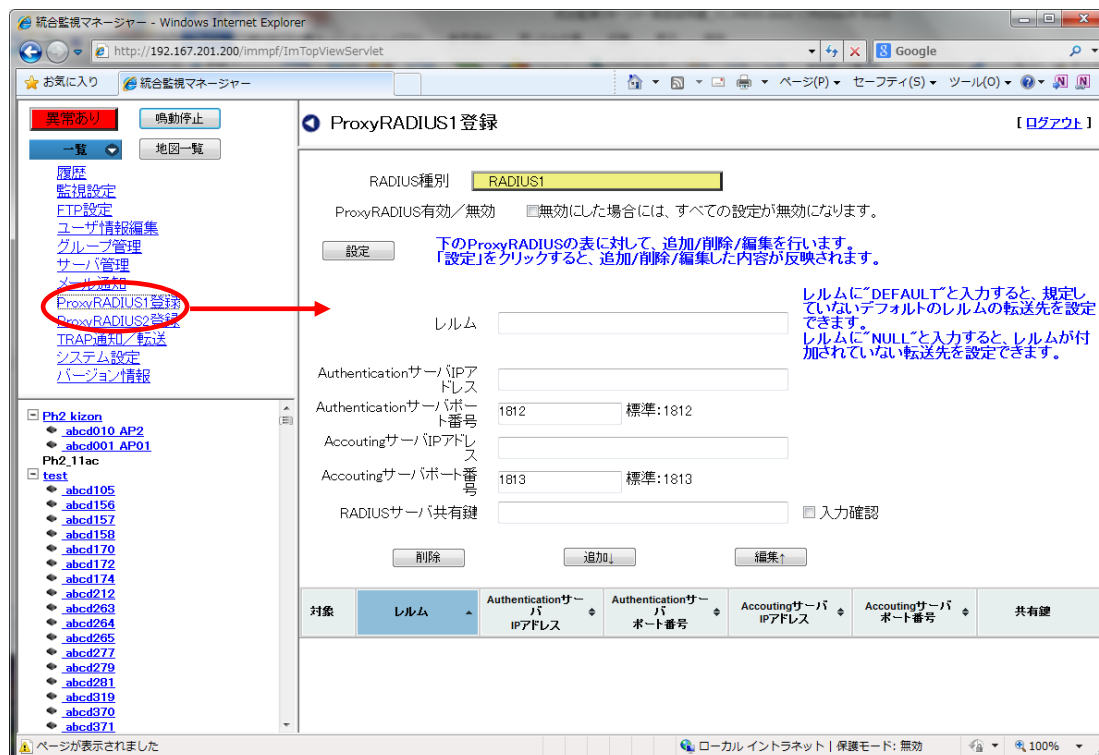 統合監視マネージャー - Windows Internet Explorer
http://192.167.201.200/immpf/ImTopViewServlet
Google
お気に入り
統合監視マネージャー
ページ(P)
セーフティ(S)
ツール(O)
異常あり
鳴動停止
一覧
地図一覧
履歴
監視設定
FTP設定
ユーザ情報編集
グループ管理
サーバ管理
メール通知
ProxyRADIUS1登録
ProxyRADIUS2登録
TRAP通知／転送
システム設定
バージョン情報
Ph2 kizon
abcd010 AP2
abcd001 AP01
Ph2_11ac
test
abcd105
abcd156
abcd157
abcd158
abcd170
abcd172
abcd174
abcd212
abcd263
abcd264
abcd265
abcd277
abcd279
abcd281
abcd319
abcd370
abcd371
ProxyRADIUS1登録
[ ログアウト ]
RADIUS種別
RADIUS1
ProxyRADIUS有効／無効
無効にした場合には、すべての設定が無効になります。
設定
下のProxyRADIUSの表に対して、追加/削除/編集を行います。
「設定」をクリックすると、追加/削除/編集した内容が反映されます。
レルム
レルムに"DEFAULT"と入力すると、規定し
ていないデフォルトのレルムの転送先を設定
できます。
レルムに"NULL"と入力すると、レルムが付
加されていない転送先を設定できます。
AuthenticationサーバIPア
ドレス
Authenticationサーバポー
ト番号
1812
標準:1812
AccoutingサーバIPアドレ
ス
Accoutingサーバポート番
号
1813
標準:1813
RADIUSサーバ共有鍵
入力確認
削除
追加↓
編集↑
対象
レルム
Authenticationサー
バ
IPアドレス
Authenticationサー
バ
ポート番号
Accoutingサーバ
IPアドレス
Accoutingサーバ
ポート番号
共有鍵
ページが表示されました
ローカル イントラネット | 保護モード: 無効
100%